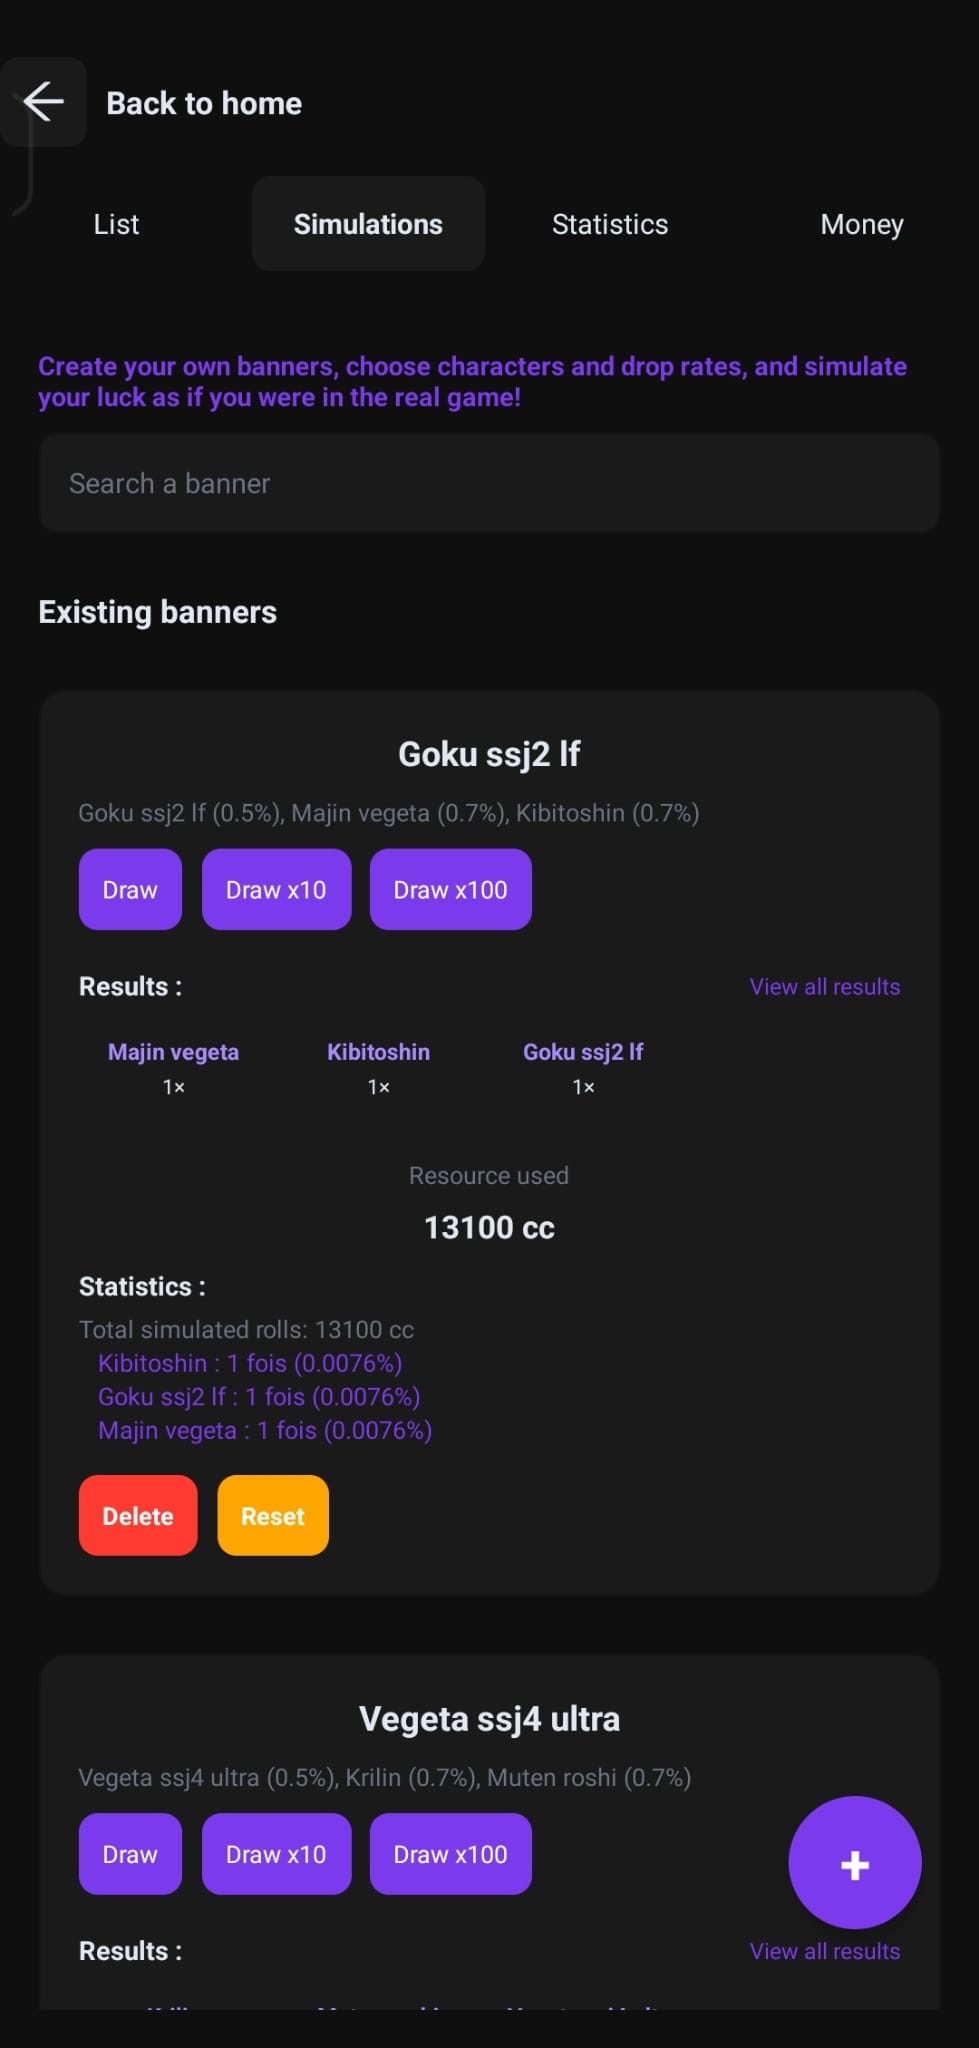 Back to home
List Simulations Statistics Money
Create your own banners, choose characters and drop rates, and simulate
your luck as if you were in the real game!
Search a banner
Existing banners
Goku ssj2 lf
Goku ssj2 lf (0.5%), Majin vegeta (0.7%), Kibitoshin (0.7%)
Draw Draw x10 Draw x100
Results : View all results
Majin vegeta Kibitoshin Goku ssj2 lf
1× 1× 1×
Resource used
13100 cc
Statistics :
Total simulated rolls: 13100 cc
Kibitoshin : 1 fois (0.0076%)
Goku ssj2 lf : 1 fois (0.0076%)
Majin vegeta : 1 fois (0.0076%)
Delete Reset
Vegeta ssj4 ultra
Vegeta ssj4 ultra (0.5%), Krilin (0.7%), Muten roshi (0.7%)
Draw Draw x10 Draw x100
+
Results : View all results